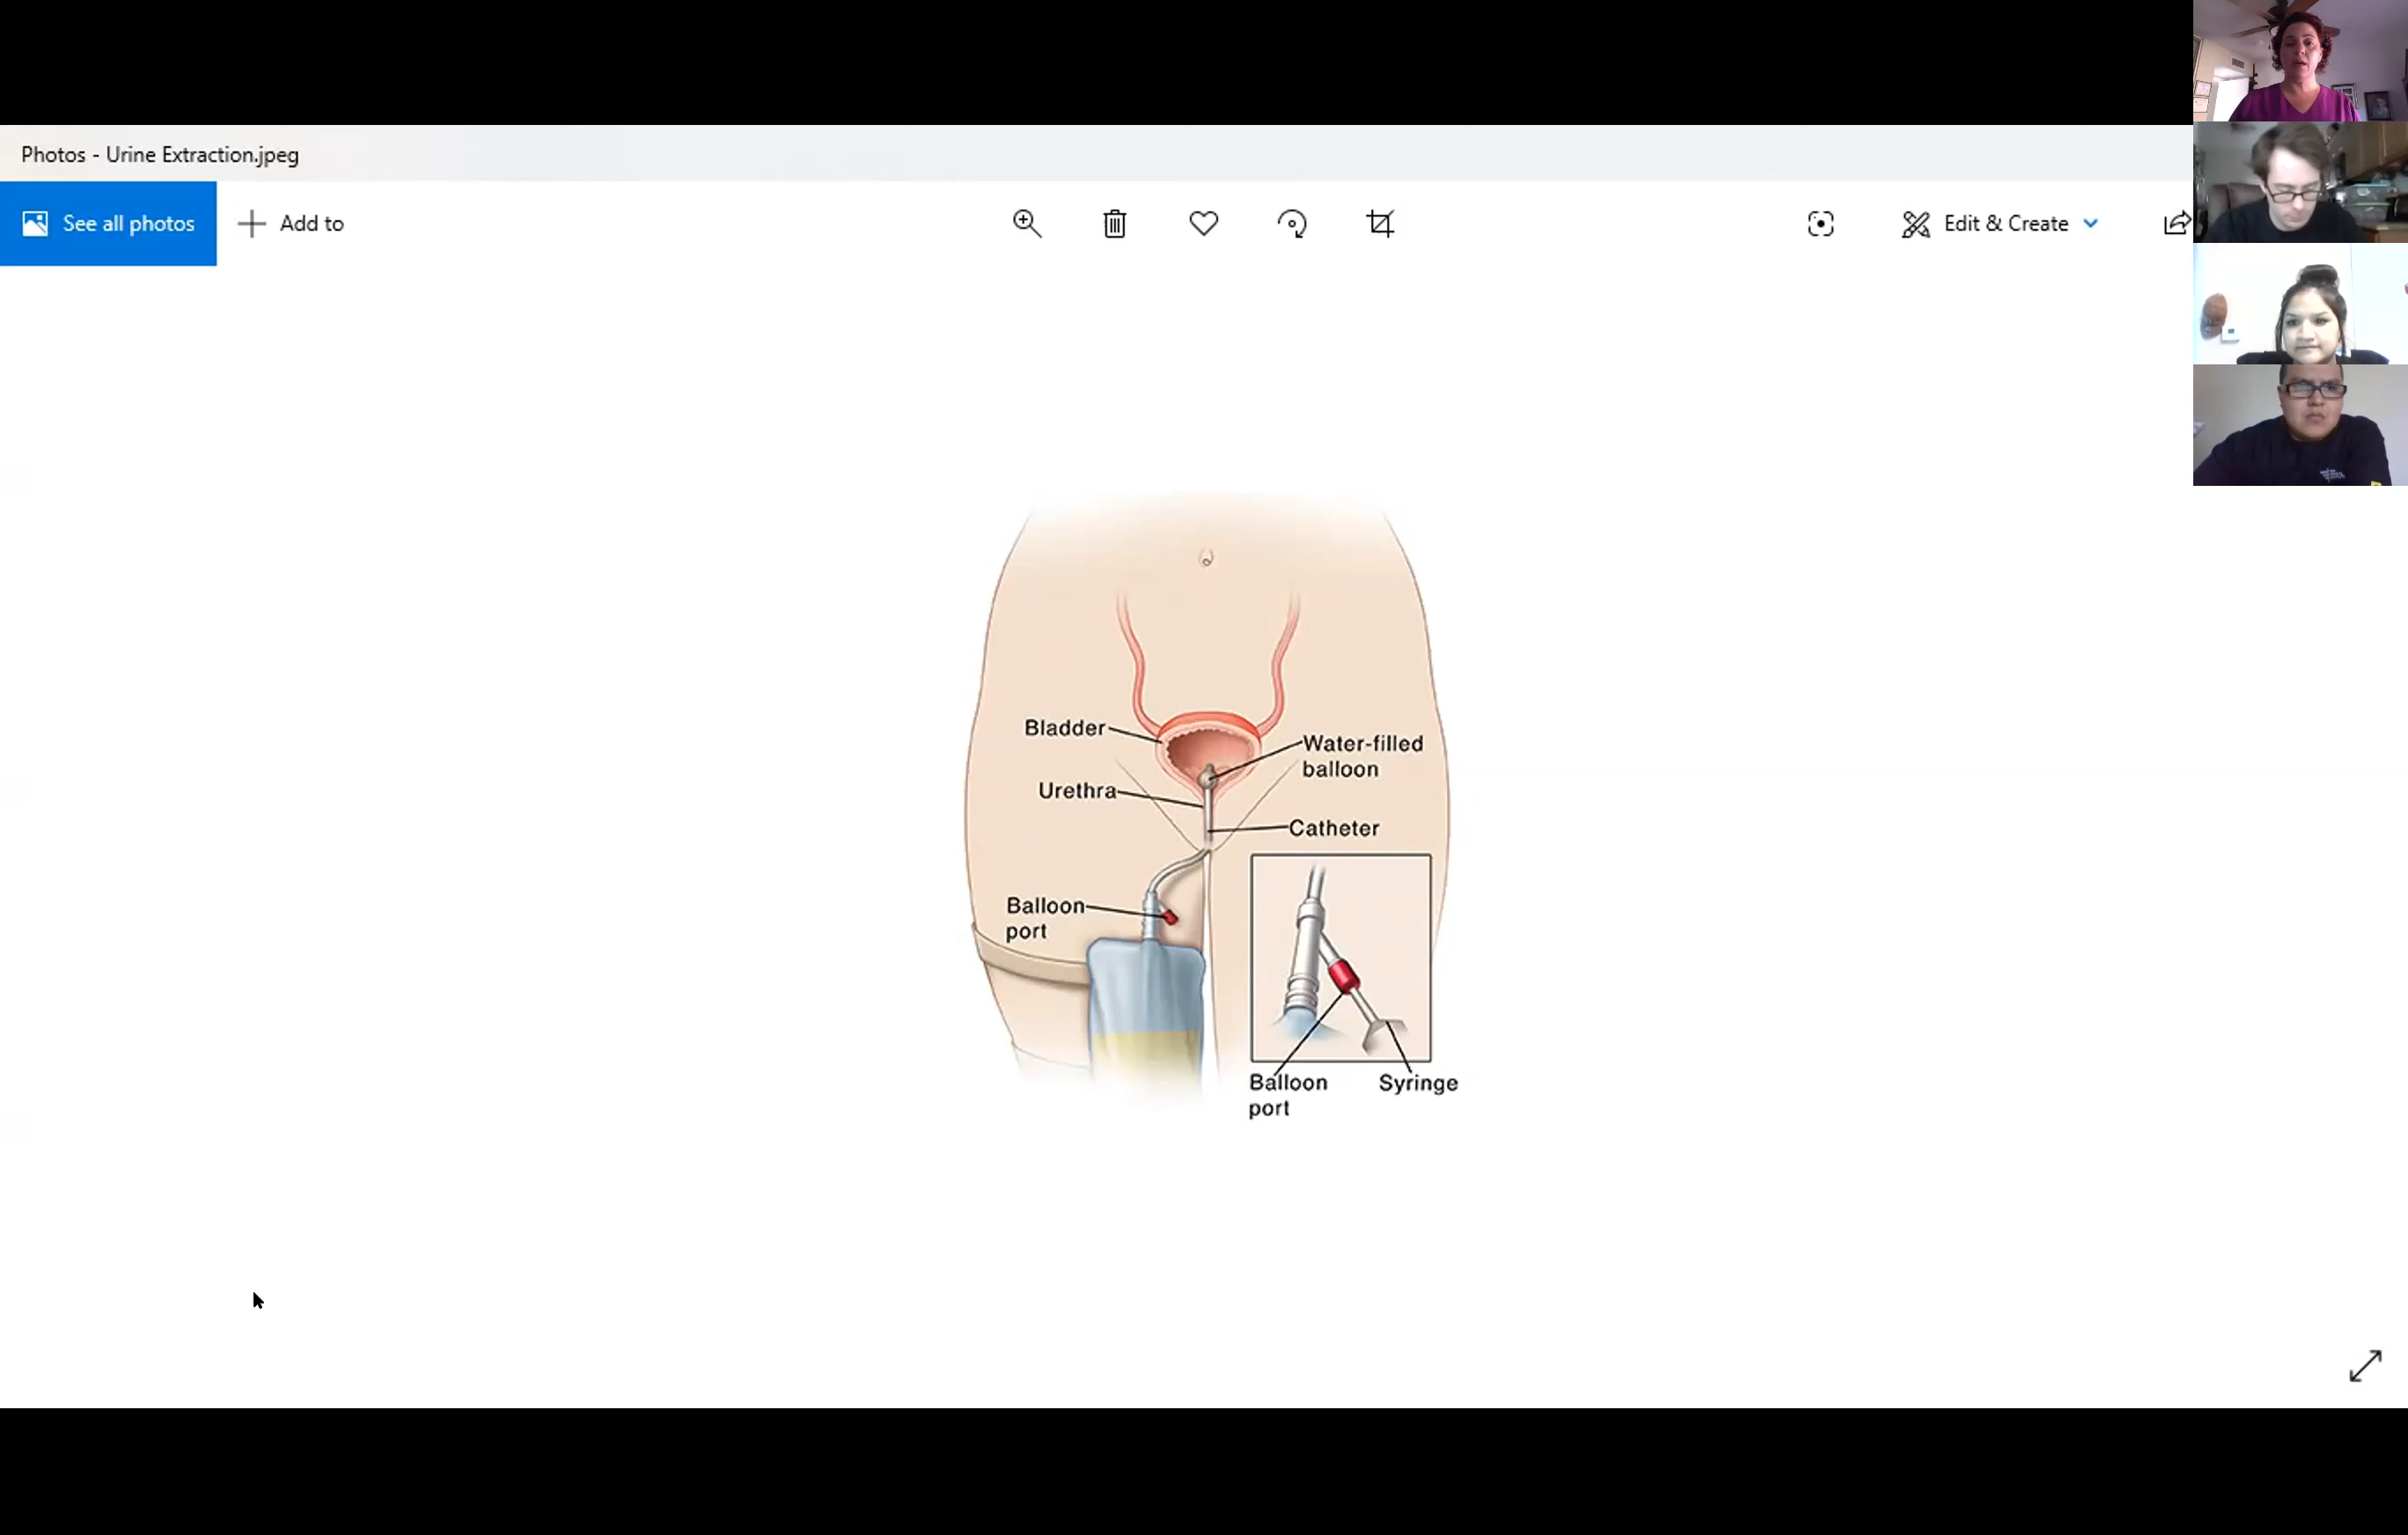 Photos - Urine Extraction.jpeg
See all photos
Add to
Edit & Create
Bladder
Water-filled
balloon
Urethra
Catheter
Balloon
port
Balloon
port
Syringe